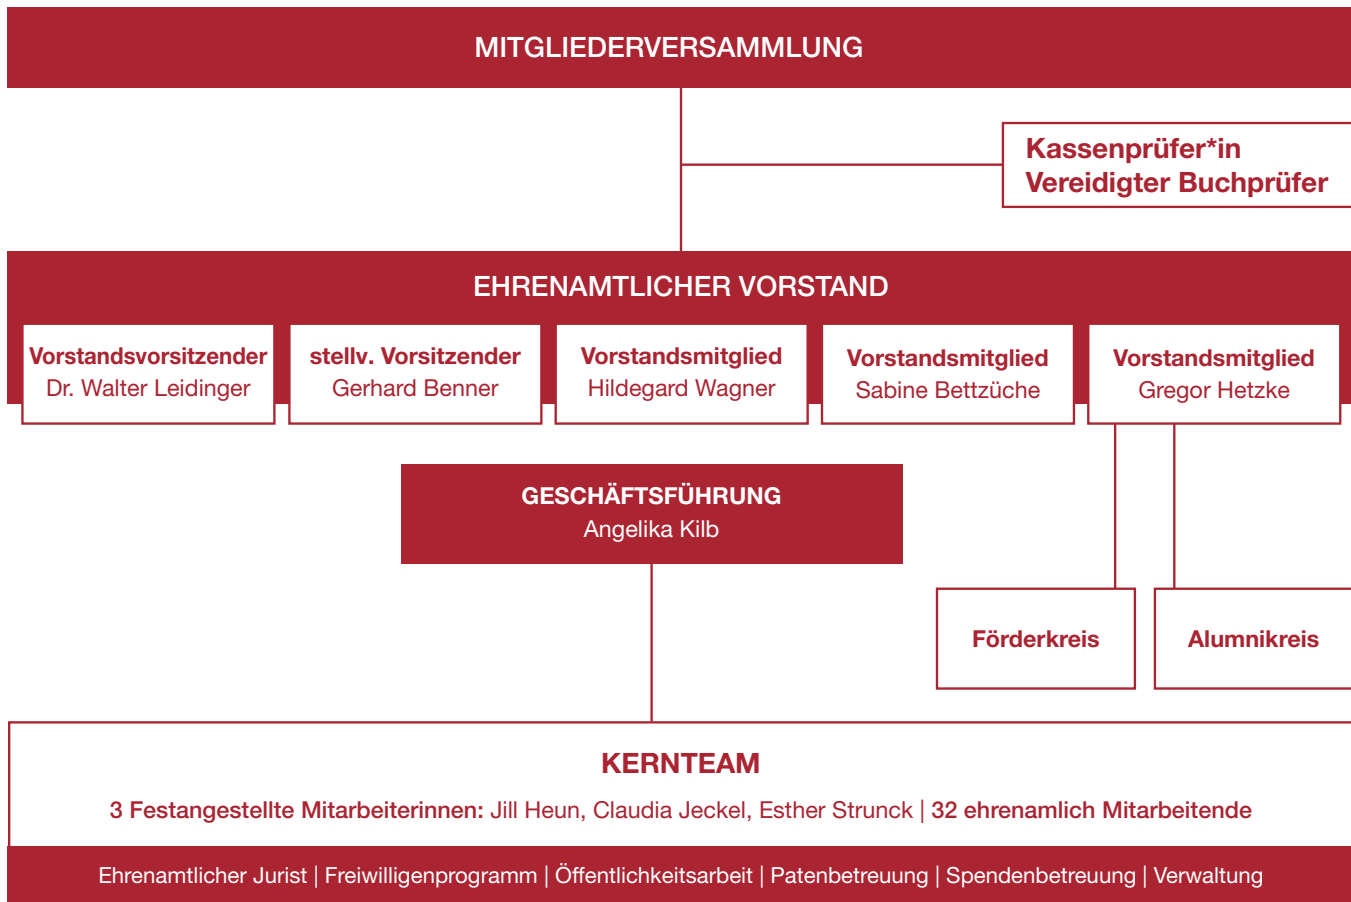 MITGLIEDERVERSAMMLUNG
Kassenprüfer*in
Vereidigter Buchprüfer
EHRENAMTLICHER VORSTAND
Vorstandsvorsitzender
Dr. Walter Leidinger
stellv. Vorsitzender
Gerhard Benner
Vorstandsmitglied
Hildegard Wagner
Vorstandsmitglied
Sabine Bettzüche
Vorstandsmitglied
Gregor Hetzke
GESCHÄFTSFÜHRUNG
Angelika Kilb
Förderkreis
Alumnikreis
KERNTEAM
3 Festangestellte Mitarbeiterinnen: Jill Heun, Claudia Jeckel, Esther Strunck | 32 ehrenamlich Mitarbeitende
Ehrenamtlicher Jurist | Freiwilligenprogramm | Öffentlichkeitsarbeit | Patenbetreuung | Spendenbetreuung | Verwaltung